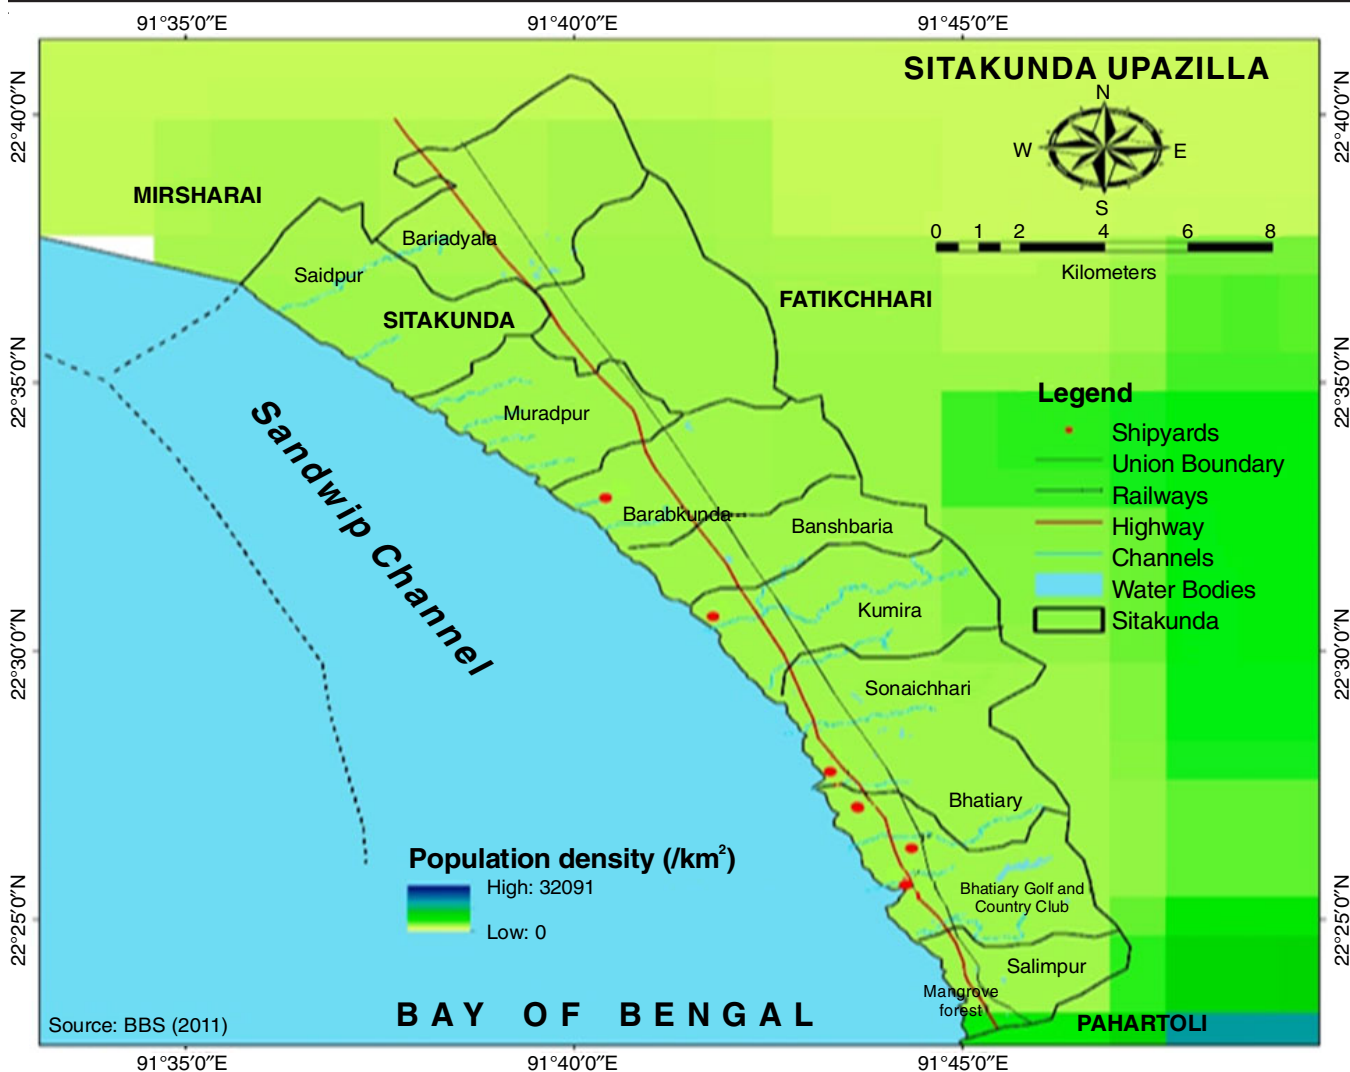 91°35′0″E
91°40′0″E
91°45′0″E
SITAKUNDA UPAZILLA
N
W
E
S
22°40′0″N
22°40′0″N
MIRSHARAI
0 1 2 4 6 8
Kilometers
Bariadyala
Saidpur
SITAKUNDA
FATIKCHHARI
22°35′0″N
22°35′0″N
Legend
Shipyards
Union Boundary
Railways
Highway
Channels
Water Bodies
Sitakunda
Muradpur
Sandwip Channel
Barabkunda
Banshbaria
Kumira
22°30′0″N
22°30′0″N
Sonaichhari
Bhatiary
Population density (/km²)
High: 32091
Low: 0
Bhatiary Golf and
Country Club
22°25′0″N
22°25′0″N
Salimpur
Mangrove
forest
BAY OF BENGAL
PAHARTOLI
Source: BBS (2011)
91°35′0″E
91°40′0″E
91°45′0″E